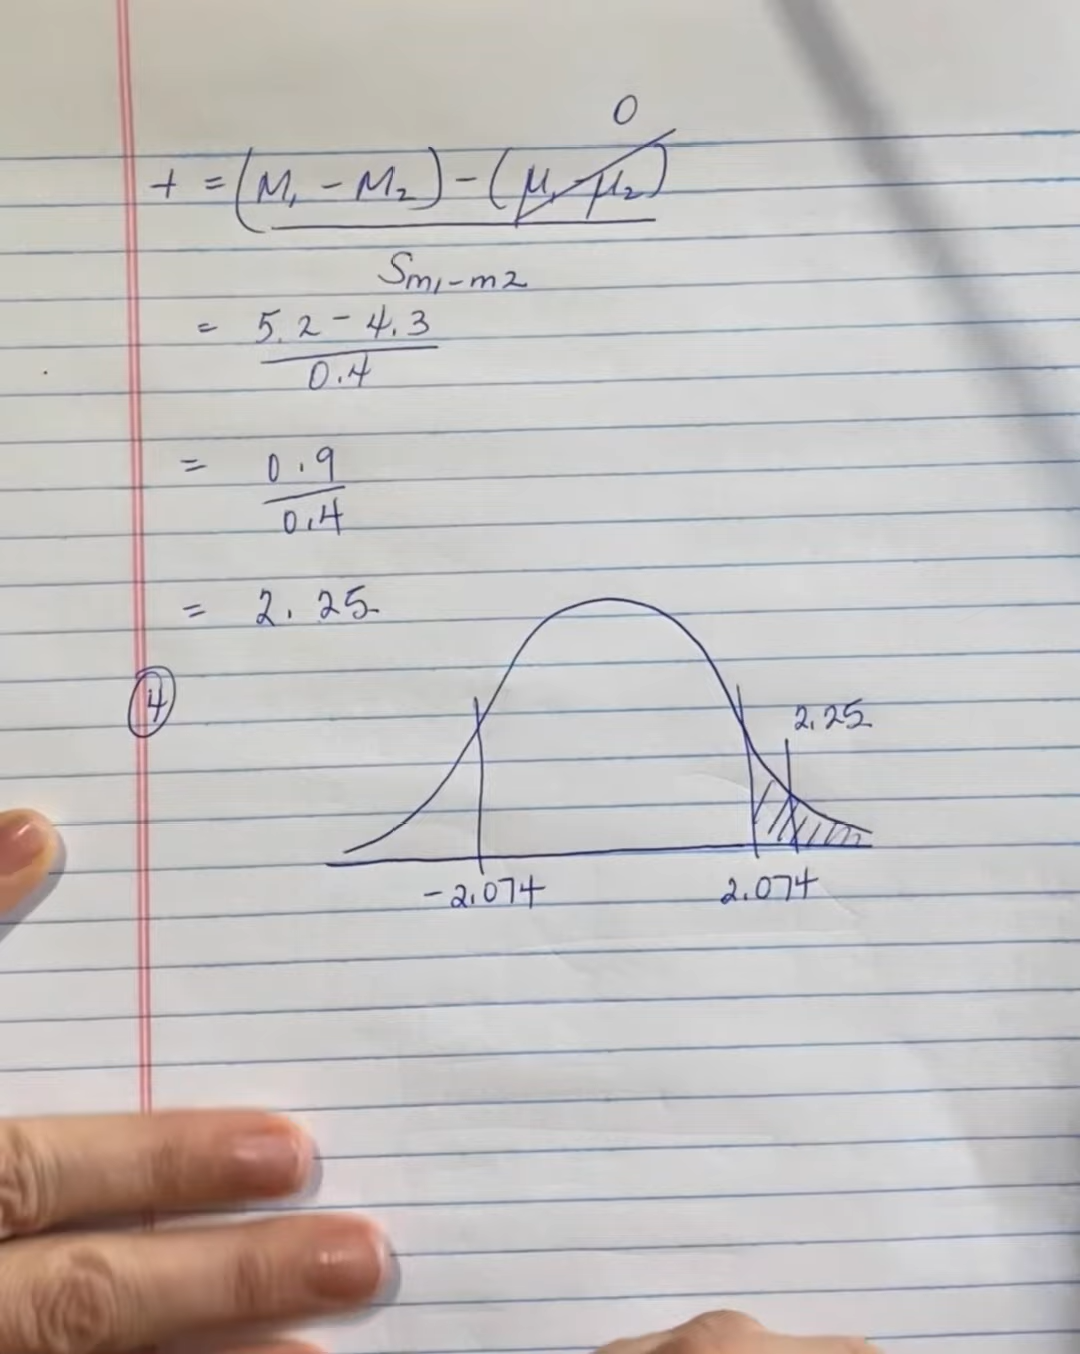 0
t = (M₁ - M₂) - (μ₁ - μ₂)
Sm₁-m2
= 5.2 - 4.3
0.4
= 0.9
0.4
= 2.25
4
2.25
-2.074 2.074